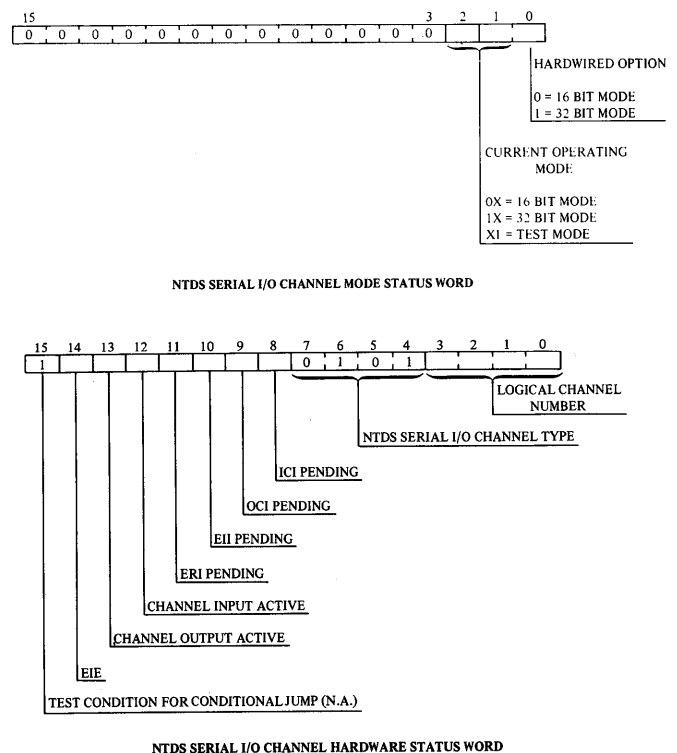 15 3 2 1 0
0 0 0 0 0 0 0 0 0 0 0 0 0
HARDWIRED OPTION
0 = 16 BIT MODE
1 = 32 BIT MODE
CURRENT OPERATING
MODE
0X = 16 BIT MODE
1X = 32 BIT MODE
X1 = TEST MODE
NTDS SERIAL I/O CHANNEL MODE STATUS WORD
15 14 13 12 11 10 9 8 7 6 5 4 3 2 1 0
1 0 1 0 1
LOGICAL CHANNEL
NUMBER
NTDS SERIAL I/O CHANNEL TYPE
ICI PENDING
OCI PENDING
EII PENDING
ERI PENDING
CHANNEL INPUT ACTIVE
CHANNEL OUTPUT ACTIVE
EIE
TEST CONDITION FOR CONDITIONAL JUMP (N.A.)
NTDS SERIAL I/O CHANNEL HARDWARE STATUS WORD